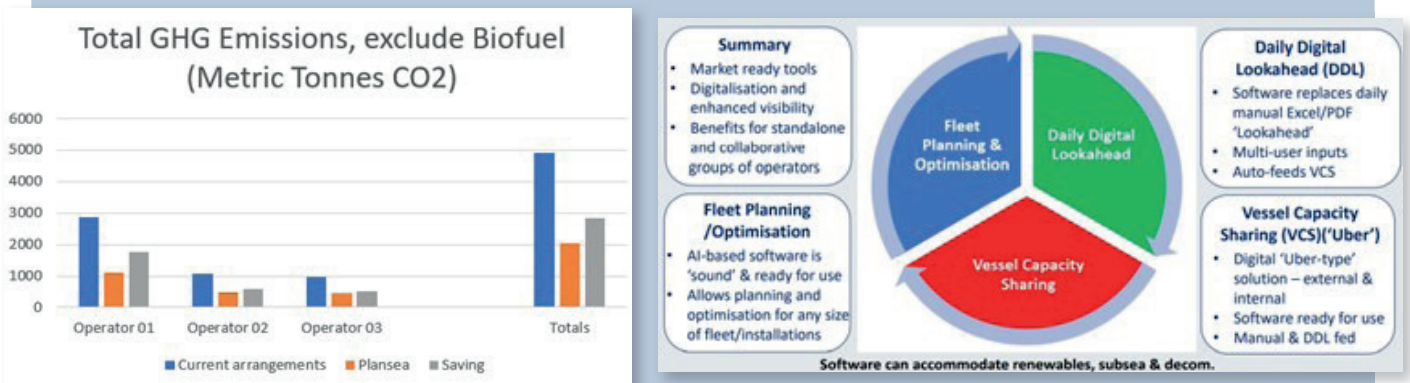 Total GHG Emissions, exclude Biofuel
(Metric Tonnes CO2)
6000
5000
4000
3000
2000
1000
0
Operator 01
Operator 02
Operator 03
Totals
Current arrangements
Plansea
Saving
Summary
• Market ready tools
• Digitalisation and
enhanced visibility
• Benefits for standalone
and collaborative
groups of operators
Fleet Planning
/Optimisation
• AI-based software is
'sound' & ready for use
• Allows planning and
optimisation for any size
of fleet/installations
Fleet
Planning &
Optimisation
Daily Digital
Lookahead
Vessel Capacity
Sharing
Daily Digital
Lookahead (DDL)
• Software replaces daily
manual Excel/PDF
'Lookahead'
• Multi-user inputs
• Auto-feeds VCS
Vessel Capacity
Sharing (VCS)('Uber')
• Digital 'Uber-type'
solution – external &
internal
• Software ready for use
• Manual & DDL fed
Software can accommodate renewables, subsea & decom.